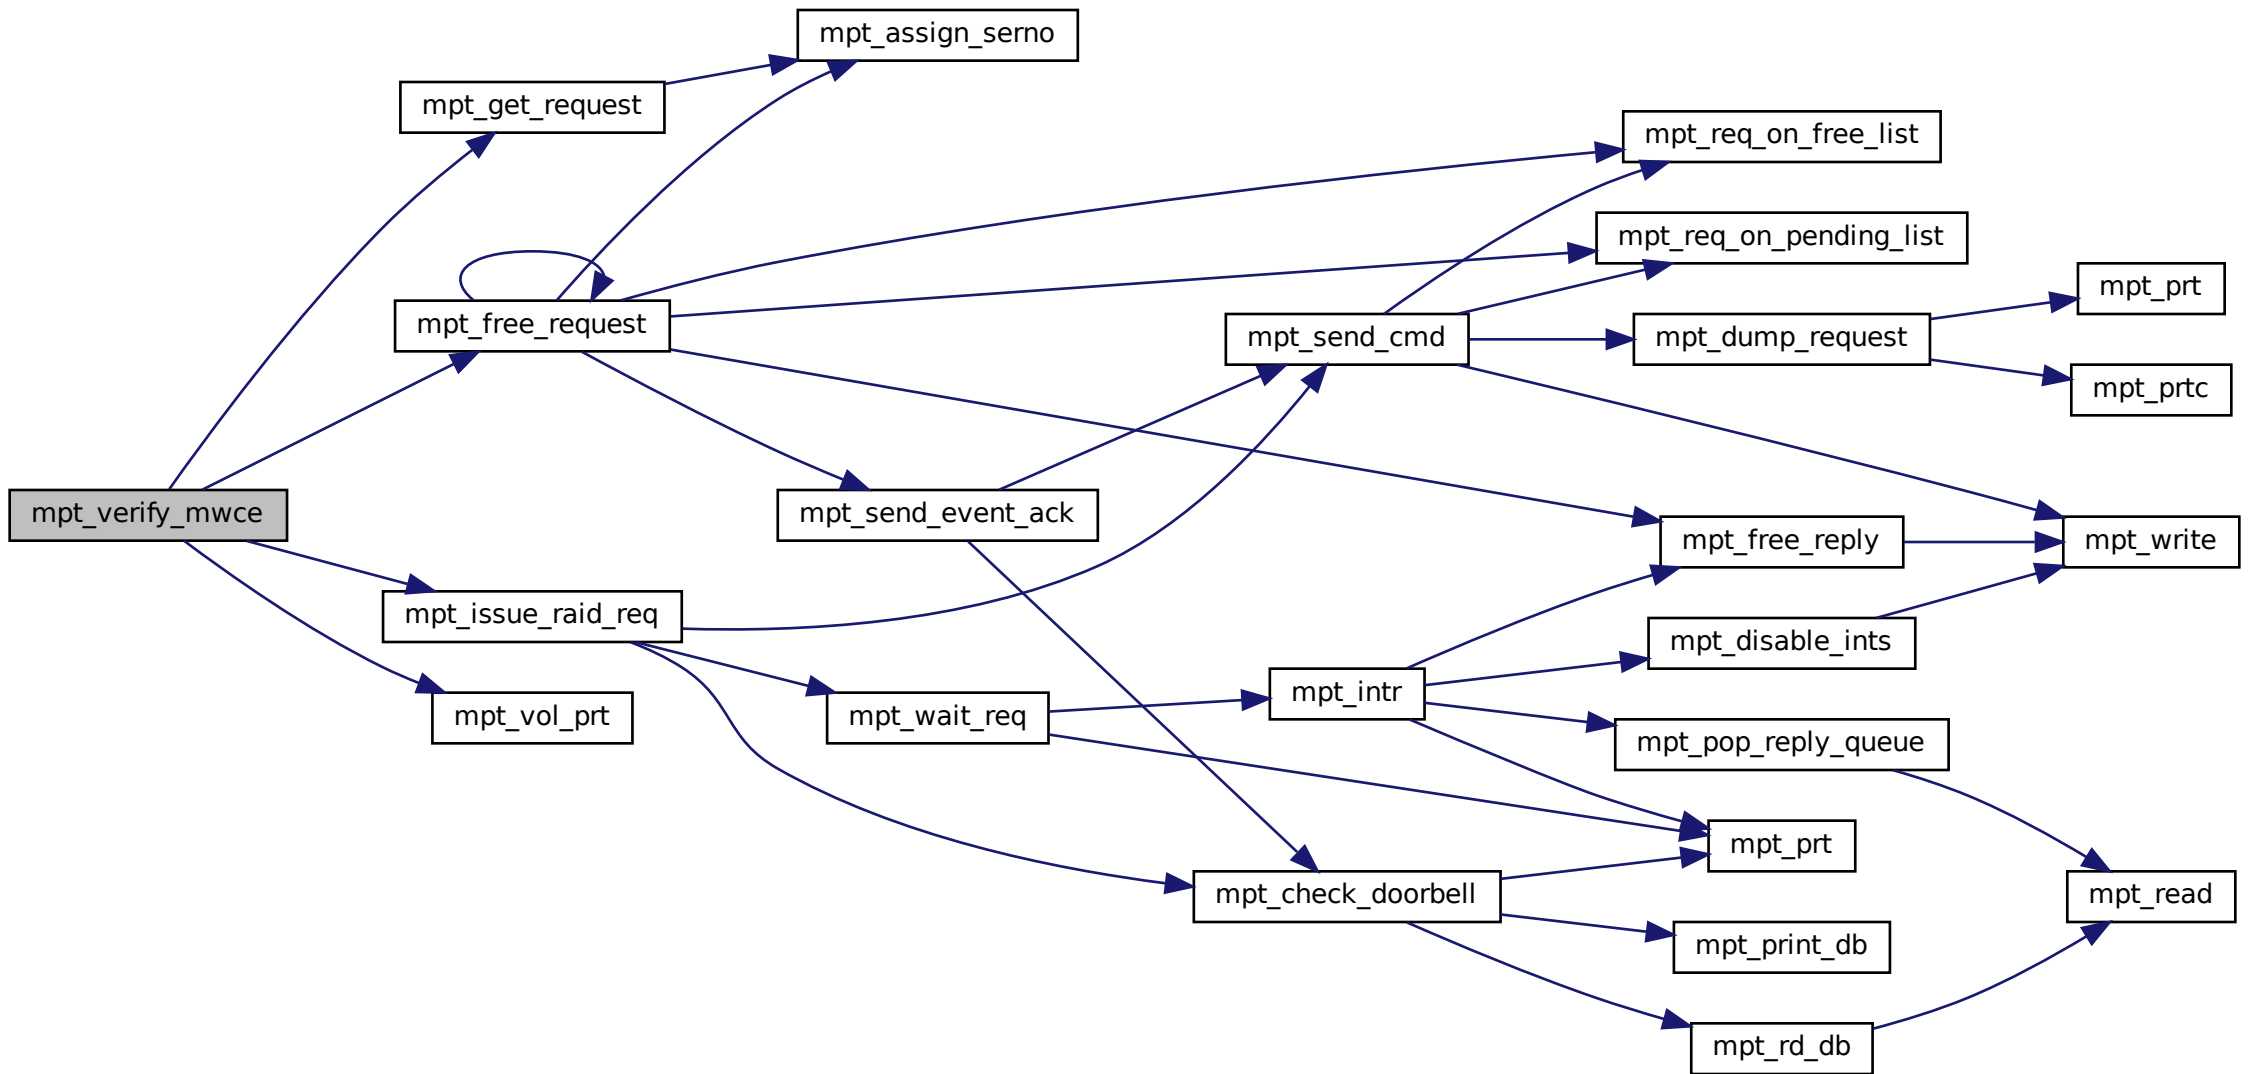 mpt_verify_mwce
mpt_get_request
mpt_free_request
mpt_issue_raid_req
mpt_vol_prt
mpt_assign_serno
mpt_send_event_ack
mpt_wait_req
mpt_send_cmd
mpt_intr
mpt_check_doorbell
mpt_req_on_free_list
mpt_req_on_pending_list
mpt_dump_request
mpt_free_reply
mpt_disable_ints
mpt_pop_reply_queue
mpt_prt
mpt_print_db
mpt_rd_db
mpt_prt
mpt_prtc
mpt_write
mpt_read